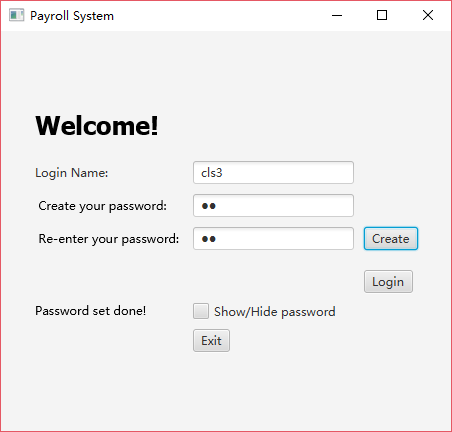 Payroll System
Welcome!
Login Name: cls3
Create your password: ●●
Re-enter your password: ●● Create
Login
Password set done! Show/Hide password
Exit